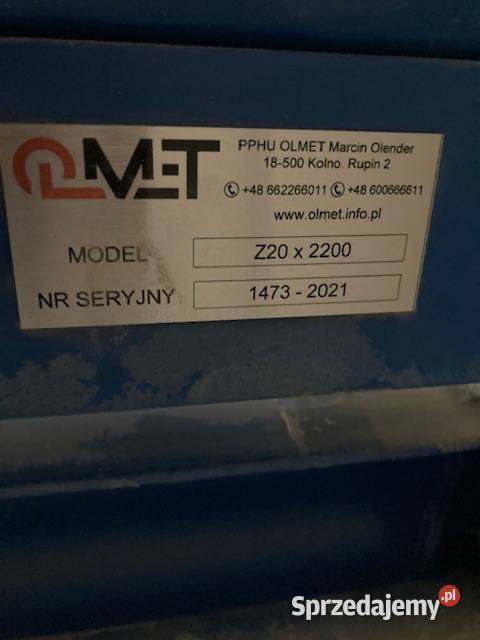 OLMET
PPHU OLMET Marcin Olender
18-500 Kolno. Rupin 2
+48 662266011 +48 600666611
www.olmet.info.pl
MODEL Z20 x 2200
NR SERYJNY 1473 - 2021
Sprzedajemy.pl